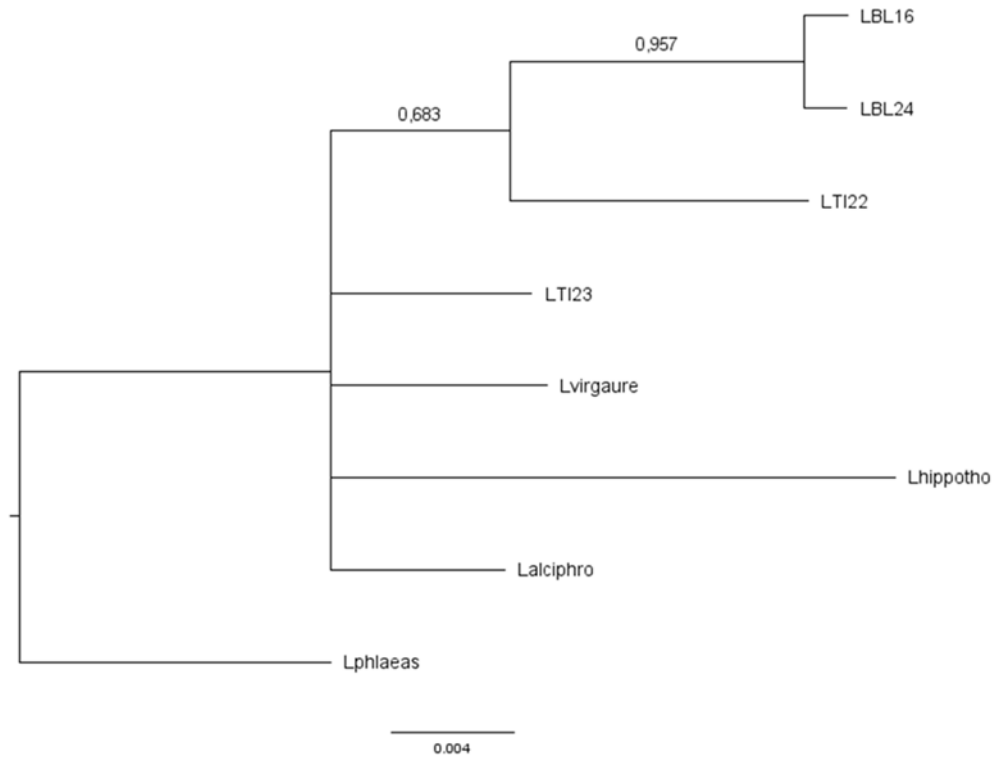 LBL16
0,957
LBL24
0,683
LTI22
LTI23
Lvirgaure
Lhippotho
Lalciphro
Lphlaeas
0.004